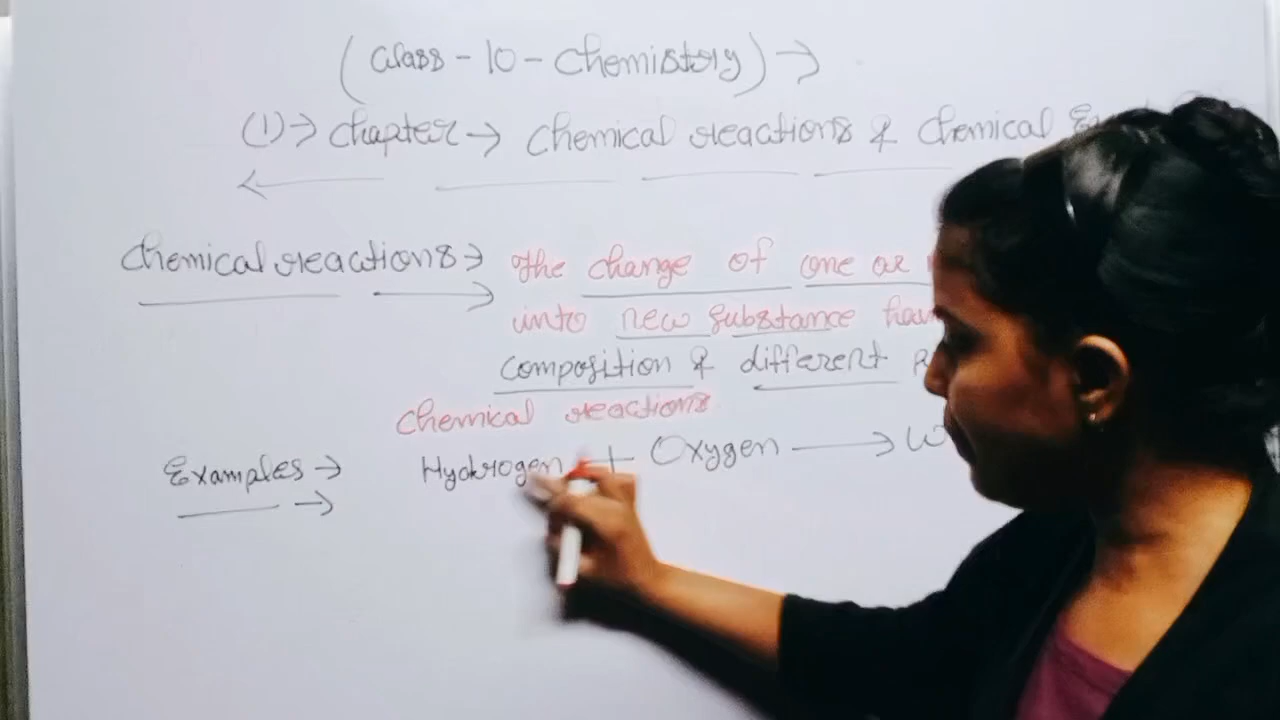 (Class - 10 - Chemistry) →
(1) → Chapter → Chemical reactions & Chemical
Chemical reactions → The change of one or
into new substance
composition & different
chemical reactions
Examples → Hydrogen + Oxygen →